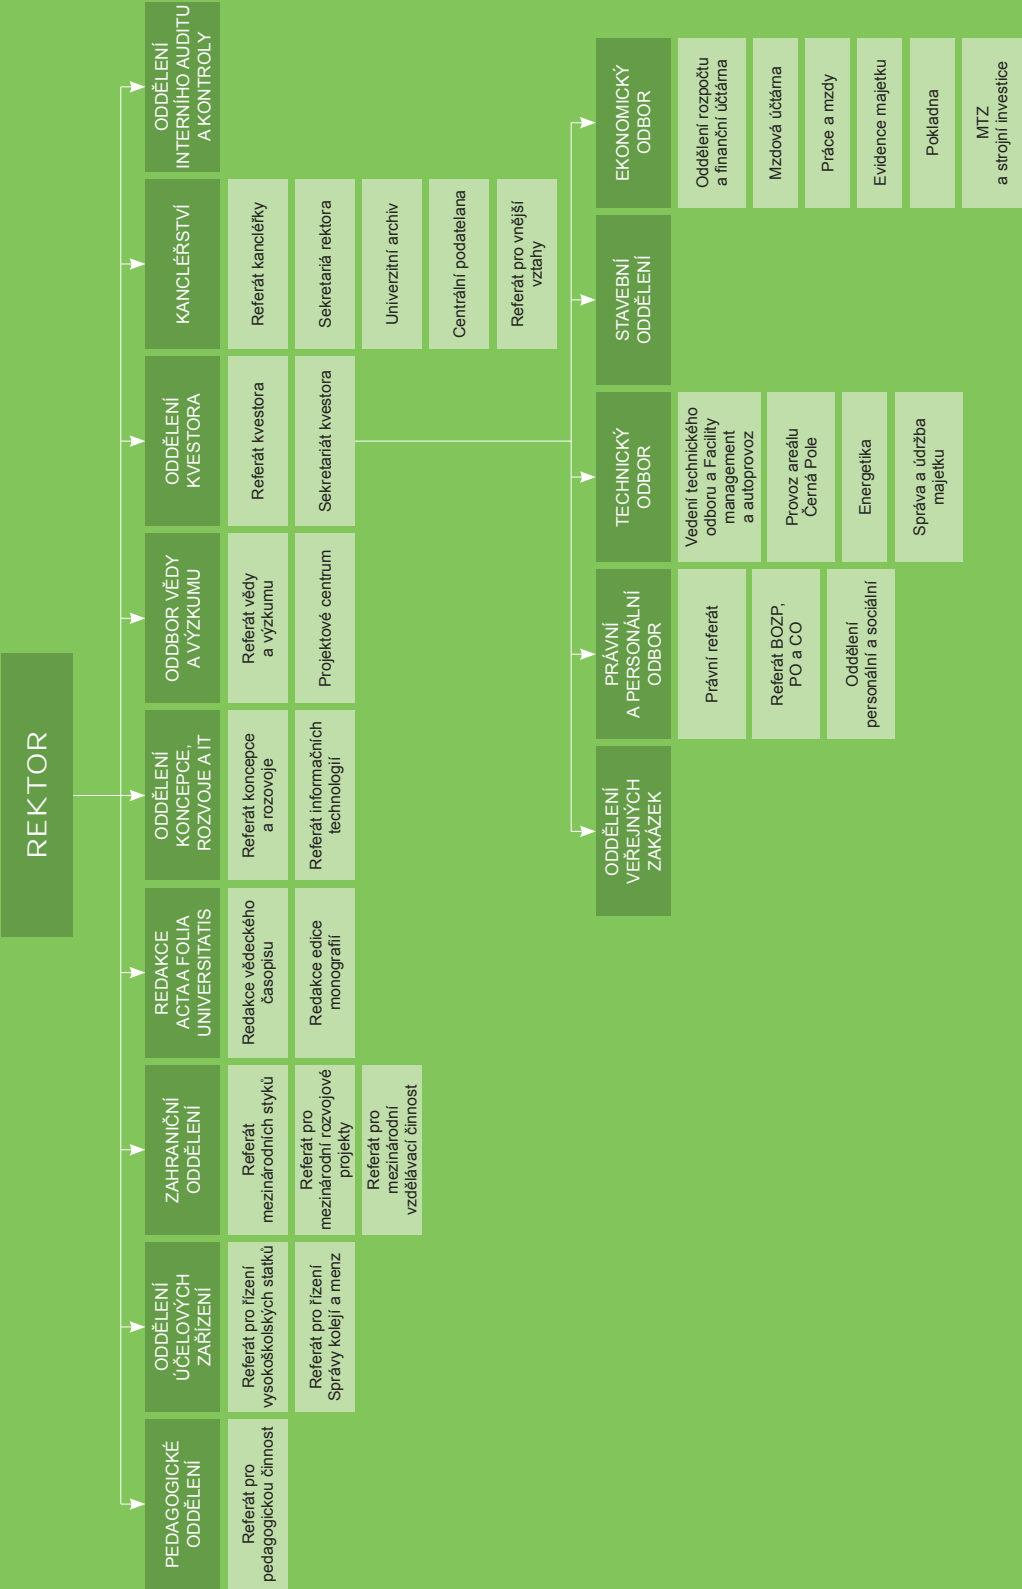 REKTOR
PEDAGOGICKÉ
ODDĚLENÍ
Referát pro
pedagogickou činnost
ODDĚLENÍ
ÚČELOVÝCH
ZAŘÍZENÍ
Referát pro řízení
vysokoškolských statků
Referát pro řízení
Správy kolejí a menz
ZAHRANIČNÍ
ODDĚLENÍ
Referát
mezinárodních styků
Referát pro
mezinárodní rozvojové
projekty
Referát pro
mezinárodní
vzdělávací činnost
REDAKCE
ACTA A FOLIA
UNIVERSITATIS
Redakce vědeckého
časopisu
Redakce edice
monografií
ODDĚLENÍ
KONCEPCE,
ROZVOJE A IT
Referát koncepce
a rozovoje
Referát informačních
technologií
ODDBOR VĚDY
A VÝZKUMU
Referát vědy
a výzkumu
Projektové centrum
ODDĚLENÍ
KVESTORA
Referát kvestora
Sekretariát kvestora
KANCLÉŘSTVÍ
Referát kancléřky
Sekretariá rektora
Univerzitní archiv
Centrální podatelana
Referát pro vnější
vztahy
ODDĚLENÍ
INTERNÍHO AUDITU
A KONTROLY
ODDĚLENÍ
VEŘEJNÝCH
ZAKÁZEK
PRÁVNÍ
A PERSONÁLNÍ
ODBOR
Právní referát
Referát BOZP,
PO a CO
Oddělení
personální a sociální
TECHNICKÝ
ODBOR
Vedení technického
odboru a Facility
management
a autoprovoz
Provoz areálu
Černá Pole
Energetika
Správa a údržba
majetku
STAVEBNÍ
ODDĚLENÍ
EKONOMICKÝ
ODBOR
Oddělení rozpočtu
a finanční účtárna
Mzdová účtárna
Práce a mzdy
Evidence majetku
Pokladna
MTZ
a strojní investice